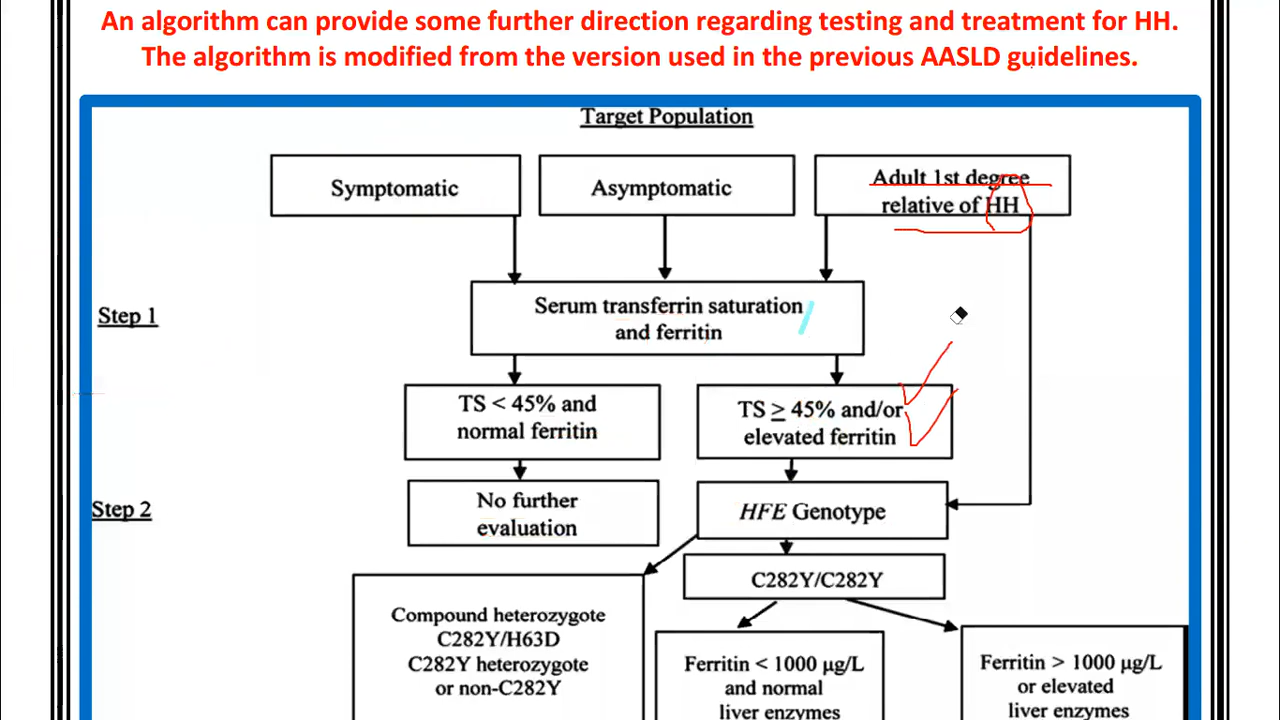 An algorithm can provide some further direction regarding testing and treatment for HH.
The algorithm is modified from the version used in the previous AASLD guidelines.
Target Population
Symptomatic
Asymptomatic
Adult 1st degree
relative of HH
Step 1
Serum transferrin saturation
and ferritin
TS < 45% and
normal ferritin
TS ≥ 45% and/or
elevated ferritin
Step 2
No further
evaluation
HFE Genotype
C282Y/C282Y
Compound heterozygote
C282Y/H63D
C282Y heterozygote
or non-C282Y
Ferritin < 1000 µg/L
and normal
liver enzymes
Ferritin > 1000 µg/L
or elevated
liver enzymes